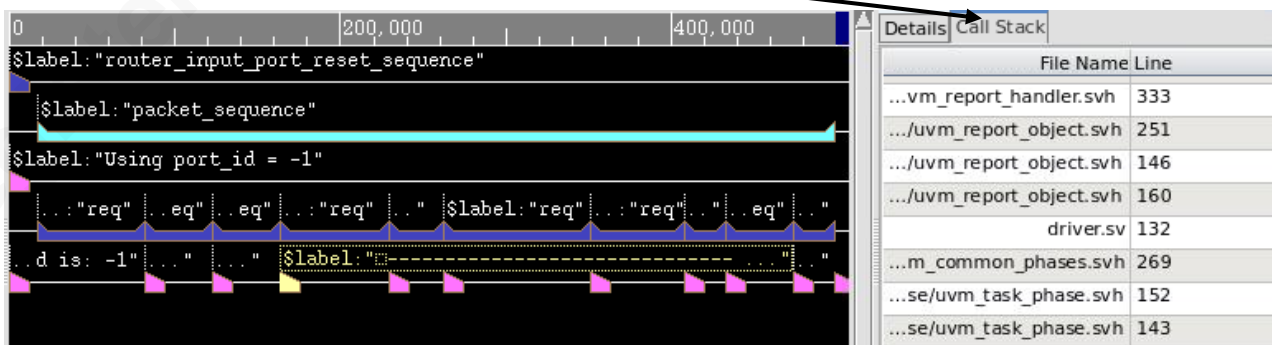 0 200,000 400,000
$label:"router_input_port_reset_sequence"
$label:"packet_sequence"
$label:"Using port_id = -1"
..:"req" ..eq" ..eq" ..:"req" .." $label:"req" ..:"req" .." ..eq" .."
..d is: -1" ..." ..." $label:"□------------------------------ ..." .."
Details Call Stack
File Name Line
...vm_report_handler.svh 333
.../uvm_report_object.svh 251
.../uvm_report_object.svh 146
.../uvm_report_object.svh 160
driver.sv 132
...m_common_phases.svh 269
...se/uvm_task_phase.svh 152
...se/uvm_task_phase.svh 143